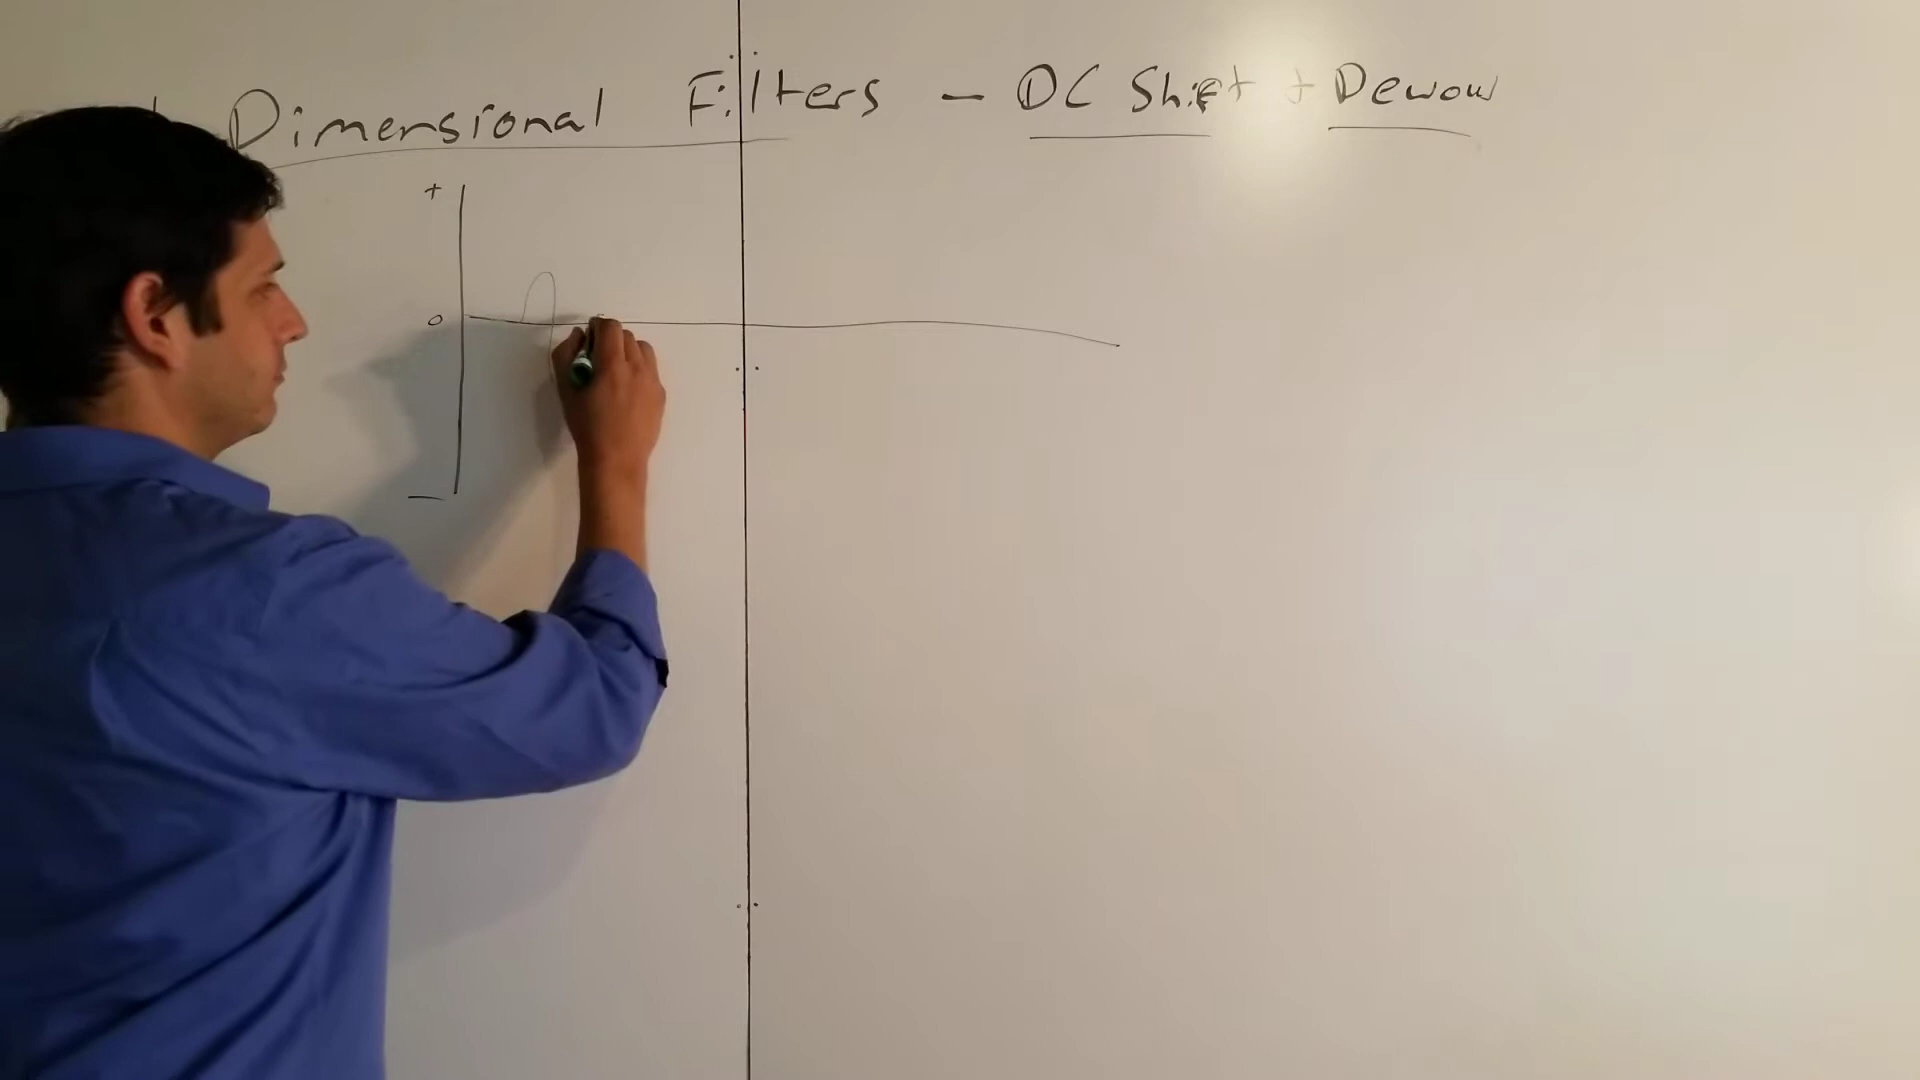 Dimensional Filters - DC Shift + Dewow
+
0
-